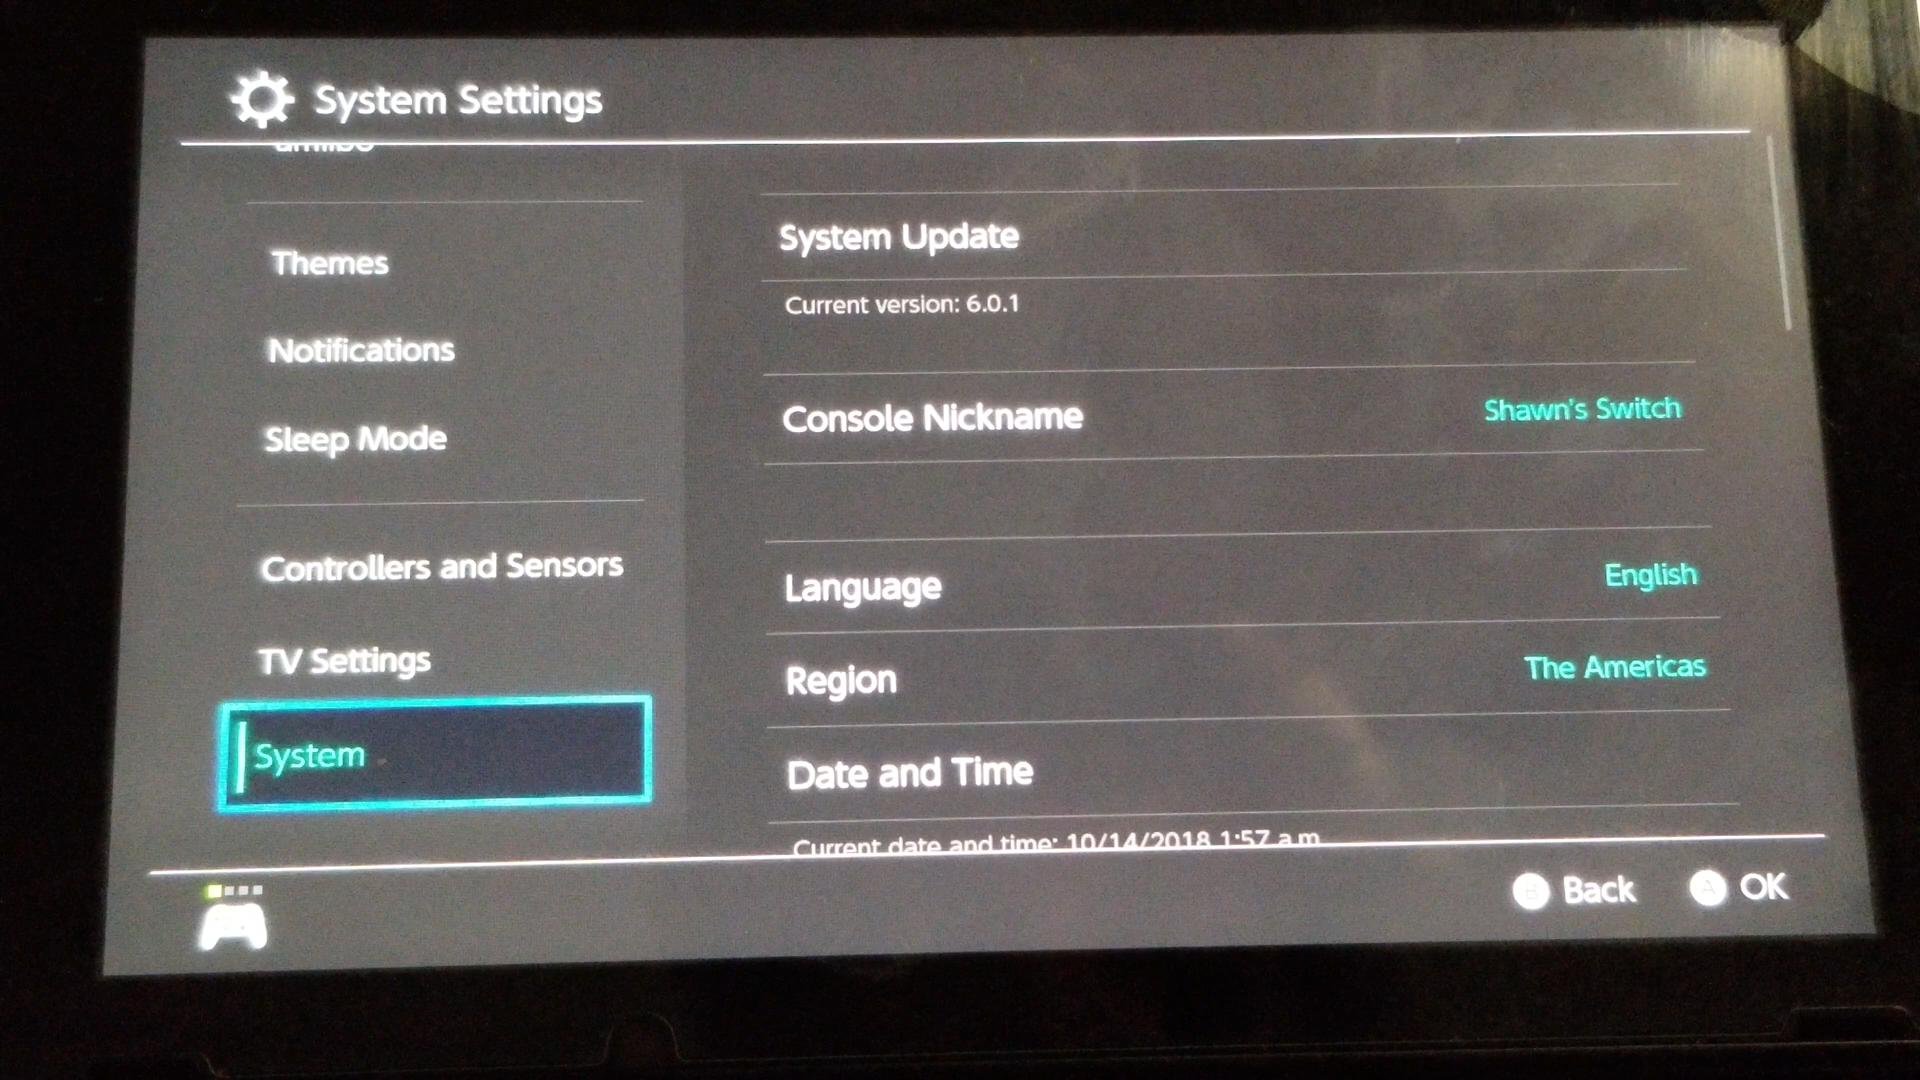 System Settings
amiibo
Themes
Notifications
Sleep Mode
Controllers and Sensors
TV Settings
System
System Update
Current version: 6.0.1
Console Nickname
Shawn's Switch
Language
English
Region
The Americas
Date and Time
Current date and time: 10/14/2018 1:57 a.m
B Back
A OK